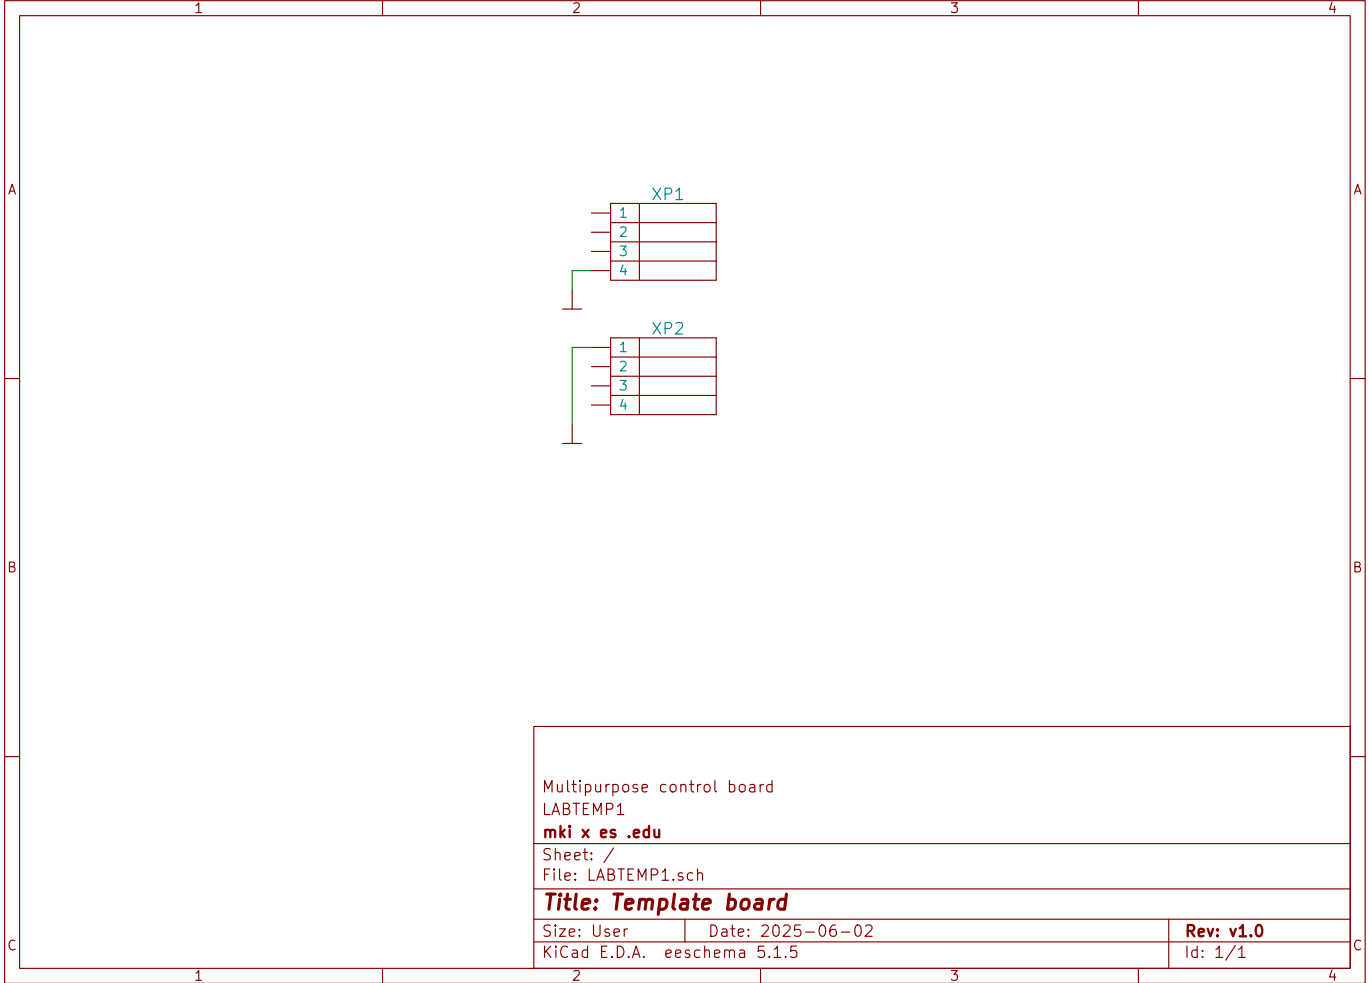 1 2 3 4
A A
XP1
1
2
3
4
XP2
1
2
3
4
B B
Multipurpose control board
LABTEMP1
mki x es .edu
Sheet: /
File: LABTEMP1.sch
Title: Template board
Size: User Date: 2025-06-02 Rev: v1.0
C C
KiCad E.D.A. eeschema 5.1.5 Id: 1/1
1 2 3 4